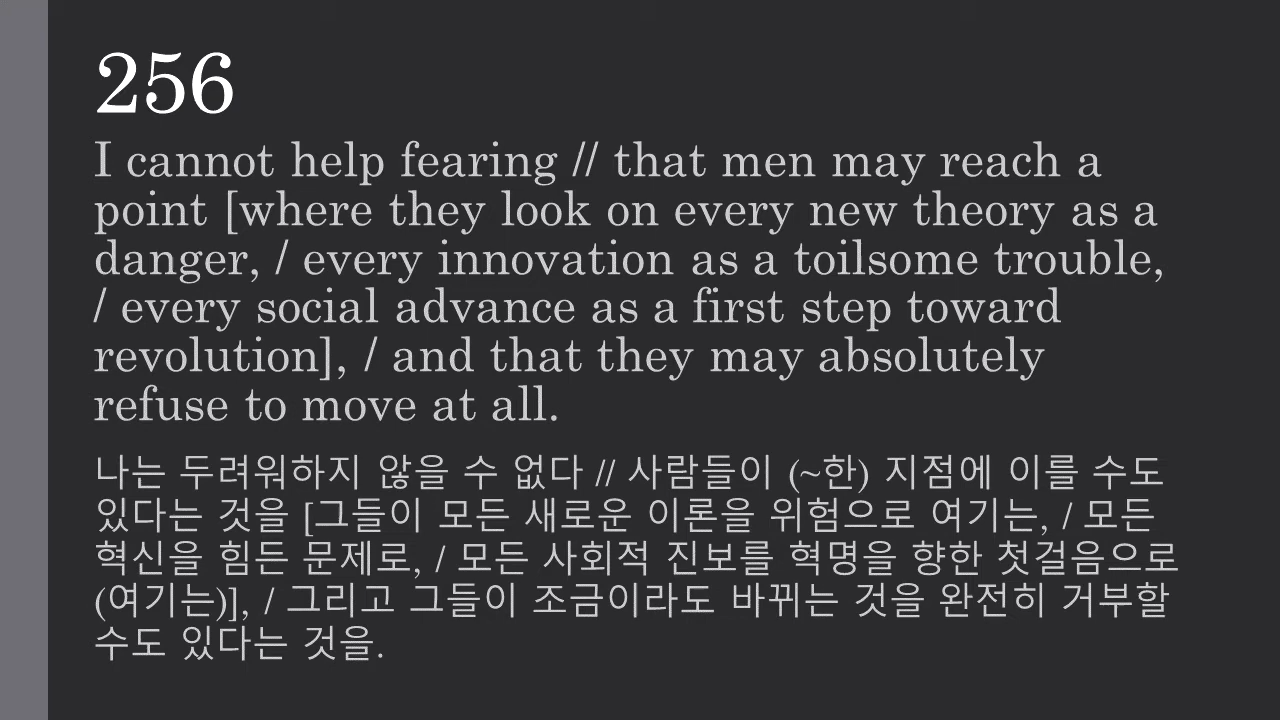 256
I cannot help fearing // that men may reach a
point [where they look on every new theory as a
danger, / every innovation as a toilsome trouble,
/ every social advance as a first step toward
revolution], / and that they may absolutely
refuse to move at all.
나는 두려워하지 않을 수 없다 // 사람들이 (~한) 지점에 이를 수도
있다는 것을 [그들이 모든 새로운 이론을 위험으로 여기는, / 모든
혁신을 힘든 문제로, / 모든 사회적 진보를 혁명을 향한 첫걸음으로
(여기는)], / 그리고 그들이 조금이라도 바뀌는 것을 완전히 거부할
수도 있다는 것을.